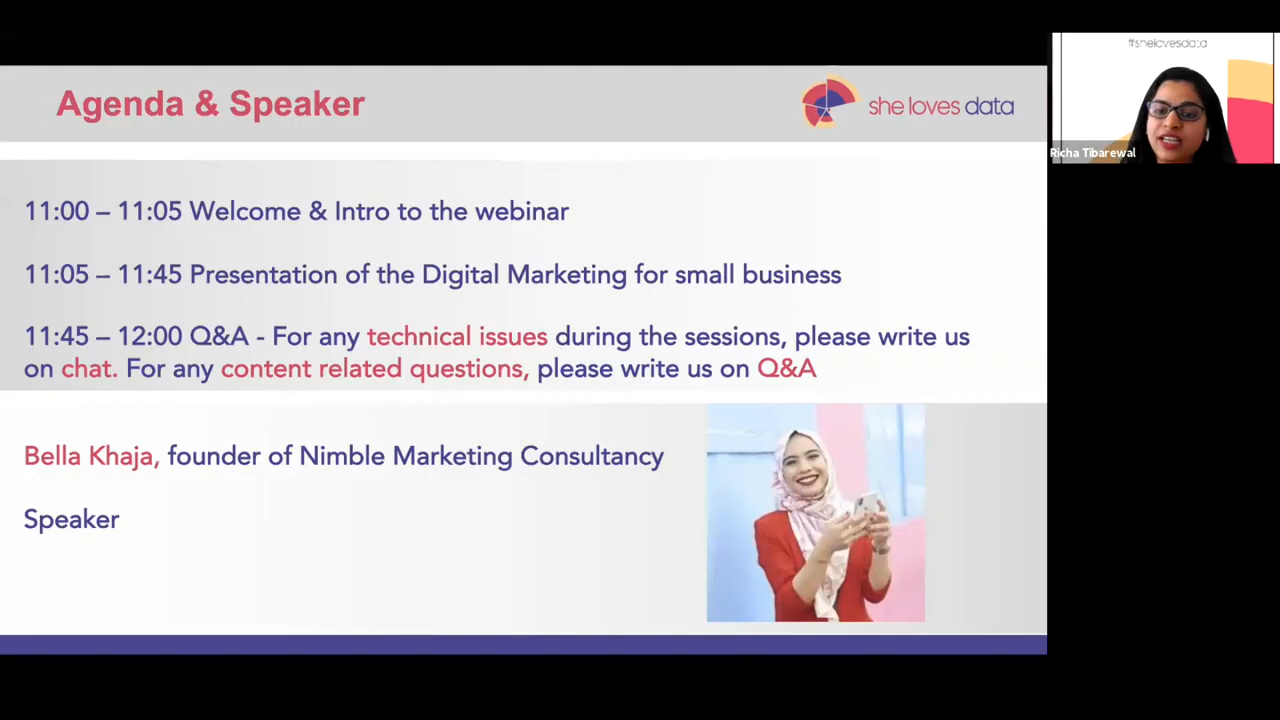 #shelovesdata
Agenda & Speaker
she loves data
Richa Tibarewal
11:00 – 11:05 Welcome & Intro to the webinar
11:05 – 11:45 Presentation of the Digital Marketing for small business
11:45 – 12:00 Q&A - For any technical issues during the sessions, please write us
on chat. For any content related questions, please write us on Q&A
Bella Khaja, founder of Nimble Marketing Consultancy
Speaker